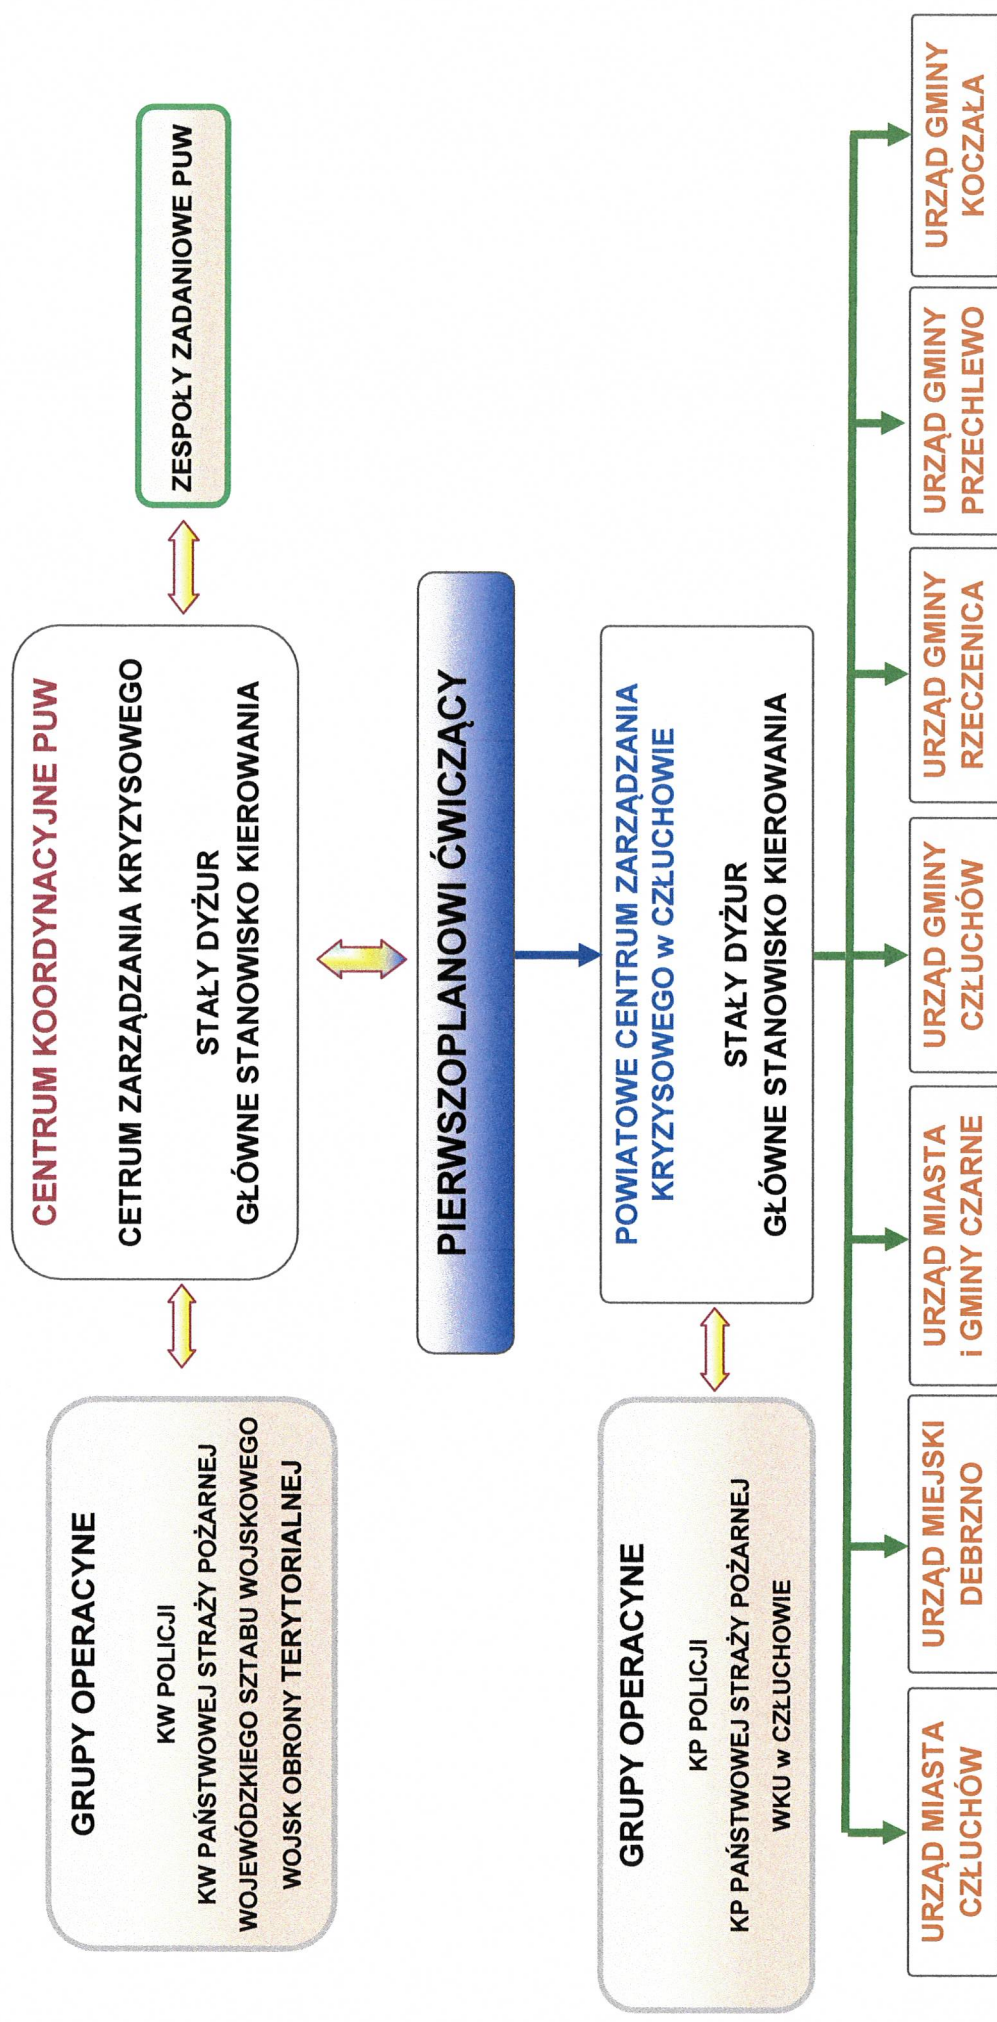 GRUPY OPERACYJNE
KW POLICJI
KW PAŃSTWOWEJ STRAŻY POŻARNEJ
WOJEWÓDZKIEGO SZTABU WOJSKOWEGO
WOJSK OBRONY TERYTORIALNEJ
CENTRUM KOORDYNACYJNE PUW
CETRUM ZARZĄDZANIA KRYZYSOWEGO
STAŁY DYŻUR
GŁÓWNE STANOWISKO KIEROWANIA
ZESPOŁY ZADANIOWE PUW
PIERWSZOPLANOWI ĆWICZĄCY
GRUPY OPERACYJNE
KP POLICJI
KP PAŃSTWOWEJ STRAŻY POŻARNEJ
WKU w CZŁUCHOWIE
POWIATOWE CENTRUM ZARZĄDZANIA
KRYZYSOWEGO w CZŁUCHOWIE
STAŁY DYŻUR
GŁÓWNE STANOWISKO KIEROWANIA
URZĄD MIASTA
CZŁUCHÓW
URZĄD MIEJSKI
DEBRZNO
URZĄD MIASTA
i GMINY CZARNE
URZĄD GMINY
CZŁUCHÓW
URZĄD GMINY
RZECZENICA
URZĄD GMINY
PRZECHLEWO
URZĄD GMINY
KOCZAŁA